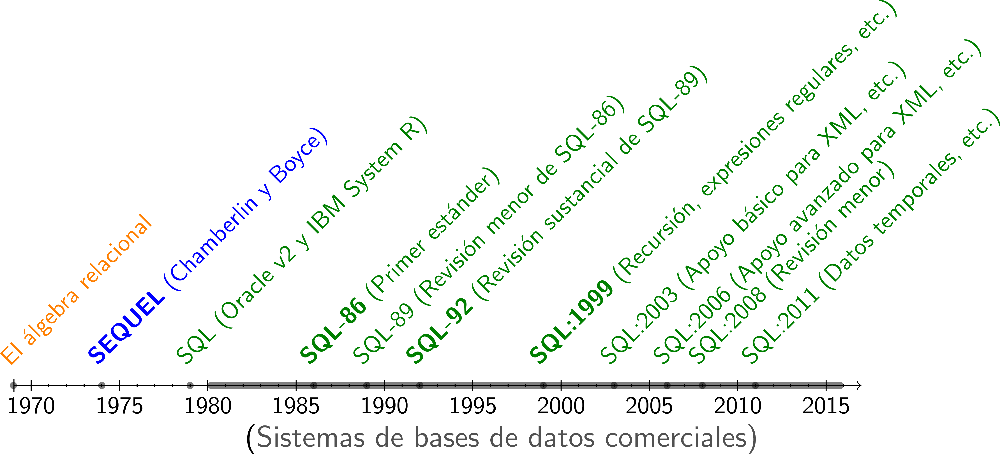 El álgebra relacional
SEQUEL (Chamberlin y Boyce)
SQL (Oracle v2 y IBM System R)
SQL-86 (Primer estánder)
SQL-89 (Revisión menor de SQL-86)
SQL-92 (Revisión sustancial de SQL-89)
SQL:1999 (Recursión, expresiones regulares, etc.)
SQL:2003 (Apoyo básico para XML, etc.)
SQL:2006 (Apoyo avanzado para XML, etc.)
SQL:2008 (Revisión menor)
SQL:2011 (Datos temporales, etc.)
1970 1975 1980 1985 1990 1995 2000 2005 2010 2015
(Sistemas de bases de datos comerciales)